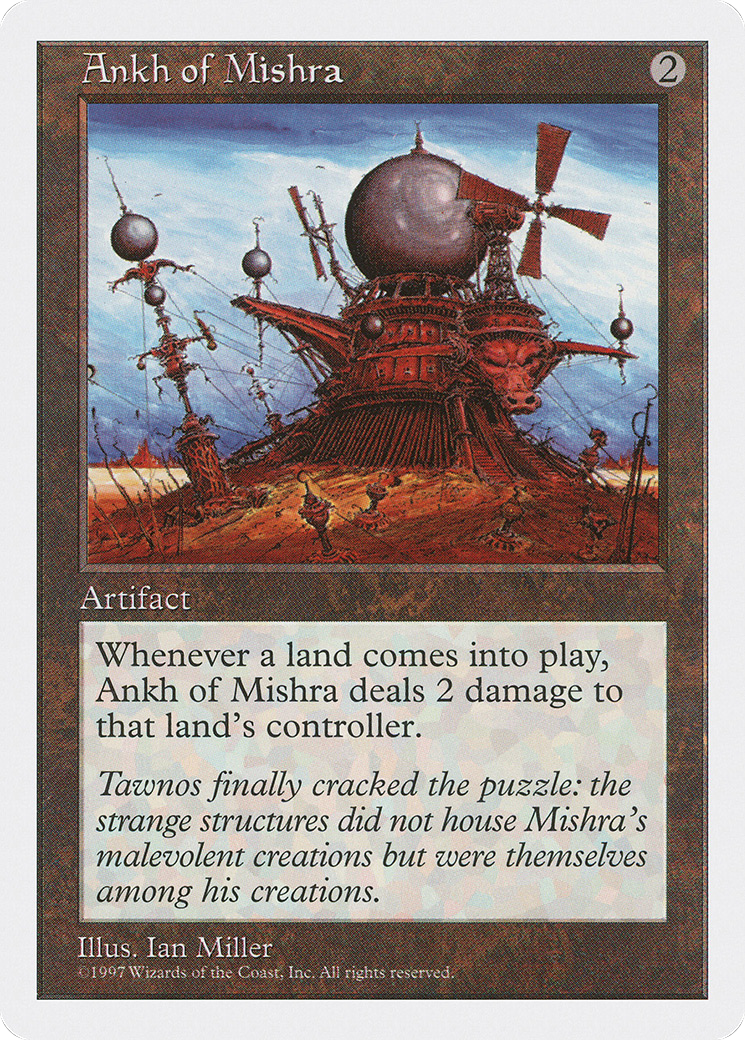 Ankh of Mishra
2
Artifact
Whenever a land comes into play,
Ankh of Mishra deals 2 damage to
that land's controller.
Tawnos finally cracked the puzzle: the
strange structures did not house Mishra's
malevolent creations but were themselves
among his creations.
Illus. Ian Miller
©1997 Wizards of the Coast, Inc. All rights reserved.